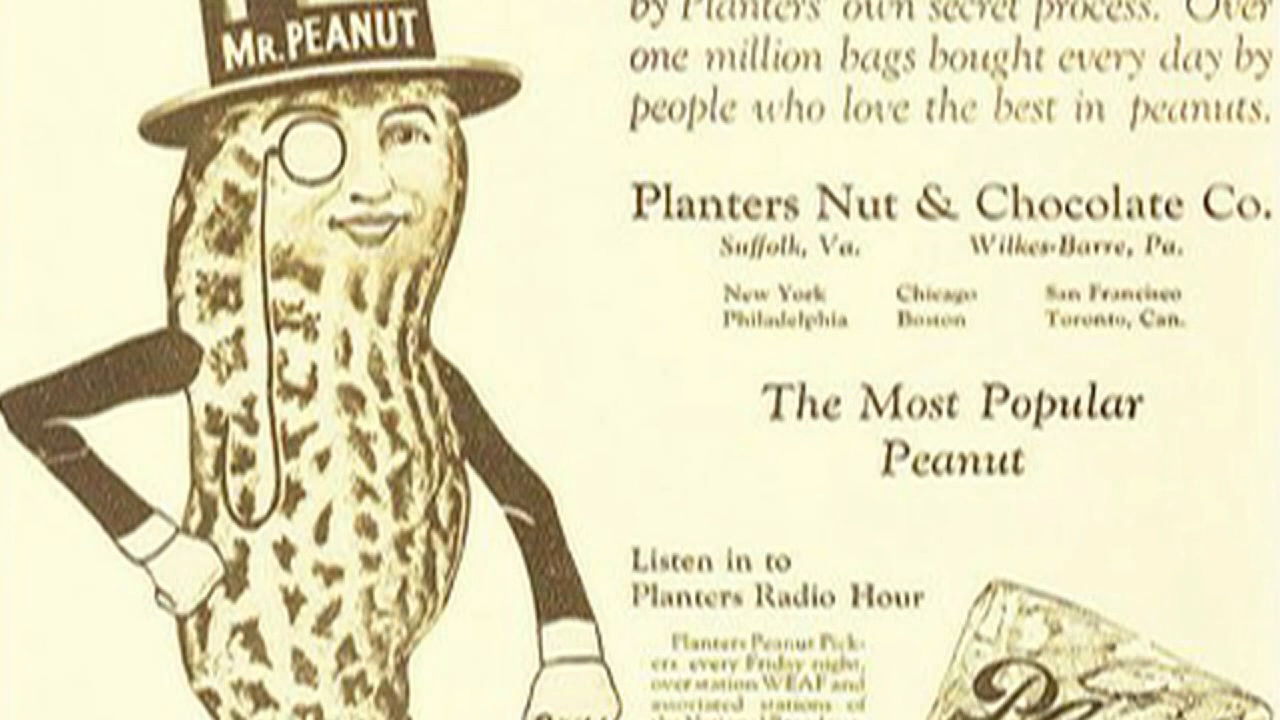 MR. PEANUT
by Planters' own secret process. Over
one million bags bought every day by
people who love the best in peanuts.
Planters Nut & Chocolate Co.
Suffolk, Va. Wilkes-Barre, Pa.
New York Chicago San Francisco
Philadelphia Boston Toronto, Can.
The Most Popular
Peanut
Listen in to
Planters Radio Hour
Planters Peanut Pick-
ers every Friday night,
over station WEAF and
associated stations of